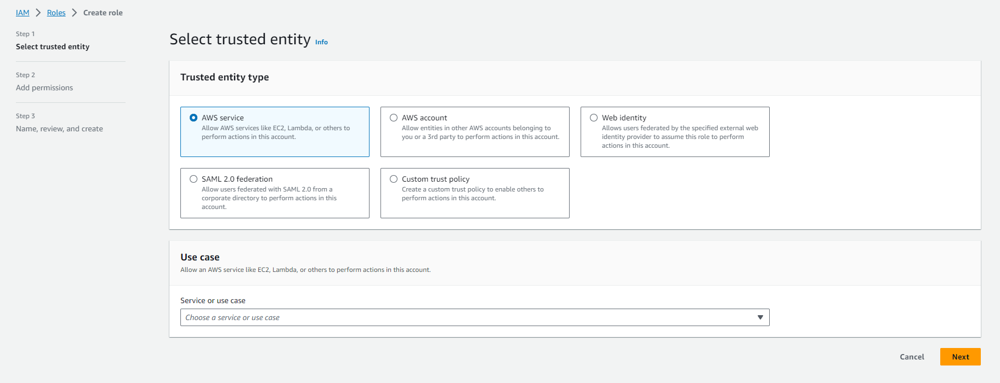 IAM > Roles > Create role
Step 1
Select trusted entity
Step 2
Add permissions
Step 3
Name, review, and create
Select trusted entity Info
Trusted entity type
AWS service
Allow AWS services like EC2, Lambda, or others to
perform actions in this account.
AWS account
Allow entities in other AWS accounts belonging to
you or a 3rd party to perform actions in this account.
Web identity
Allows users federated by the specified external web
identity provider to assume this role to perform
actions in this account.
SAML 2.0 federation
Allow users federated with SAML 2.0 from a
corporate directory to perform actions in this
account.
Custom trust policy
Create a custom trust policy to enable others to
perform actions in this account.
Use case
Allow an AWS service like EC2, Lambda, or others to perform actions in this account.
Service or use case
Choose a service or use case
Cancel
Next